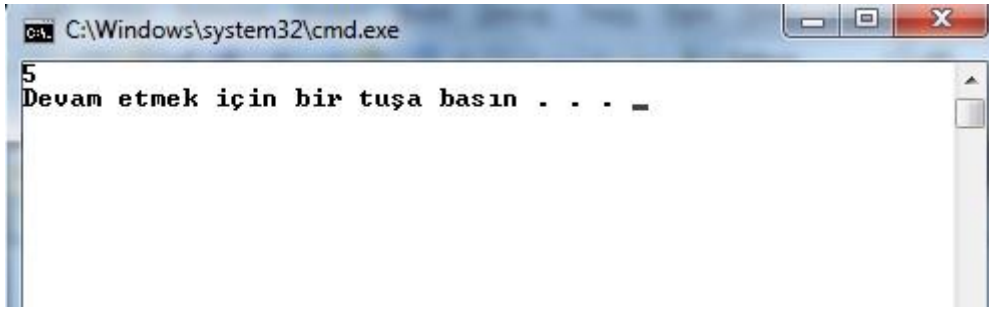 C:\Windows\system32\cmd.exe
5
Devam etmek için bir tuşa basın . . . _